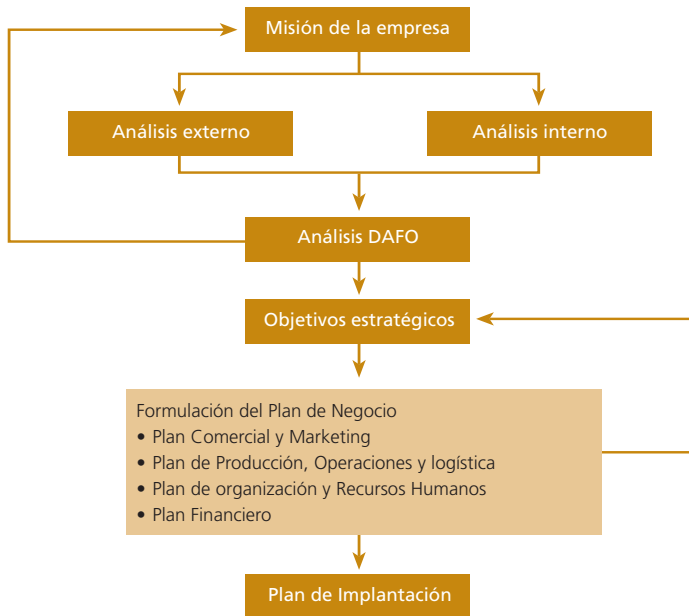 Misión de la empresa
Análisis externo
Análisis interno
Análisis DAFO
Objetivos estratégicos
Formulación del Plan de Negocio
• Plan Comercial y Marketing
• Plan de Producción, Operaciones y logística
• Plan de organización y Recursos Humanos
• Plan Financiero
Plan de Implantación